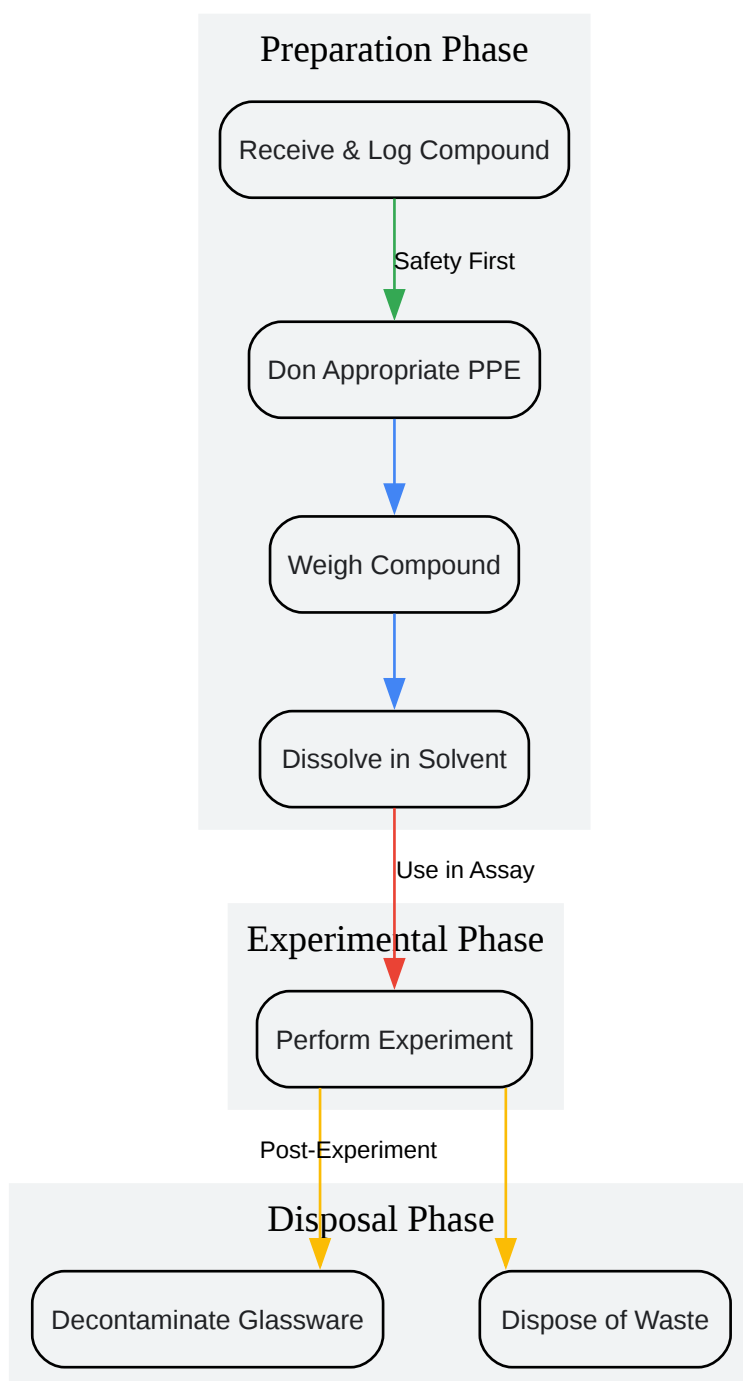 Preparation Phase
Receive & Log Compound
Safety First
Don Appropriate PPE
Weigh Compound
Dissolve in Solvent
Use in Assay
Experimental Phase
Perform Experiment
Post-Experiment
Disposal Phase
Decontaminate Glassware
Dispose of Waste